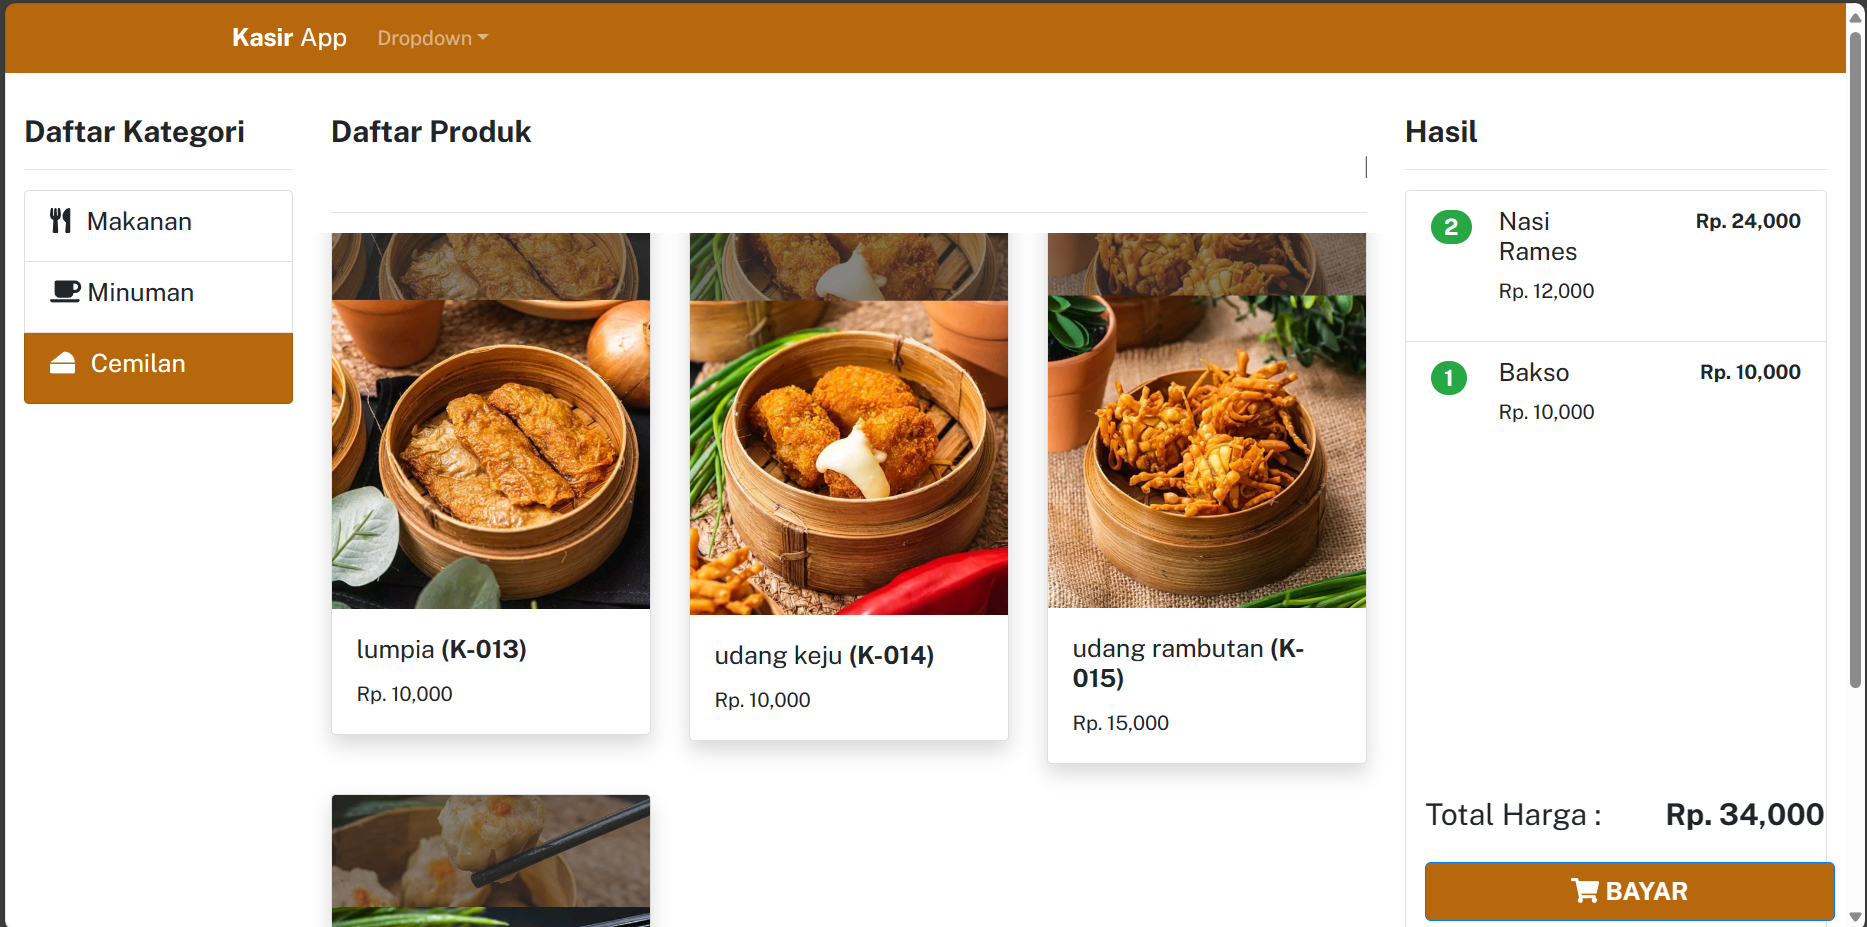 Kasir App Dropdown
Daftar Kategori
Makanan
Minuman
Cemilan
Daftar Produk
lumpia (K-013)
Rp. 10,000
udang keju (K-014)
Rp. 10,000
udang rambutan (K-
015)
Rp. 15,000
Hasil
2 Nasi Rp. 24,000
Rames
Rp. 12,000
1 Bakso Rp. 10,000
Rp. 10,000
Total Harga : Rp. 34,000
BAYAR